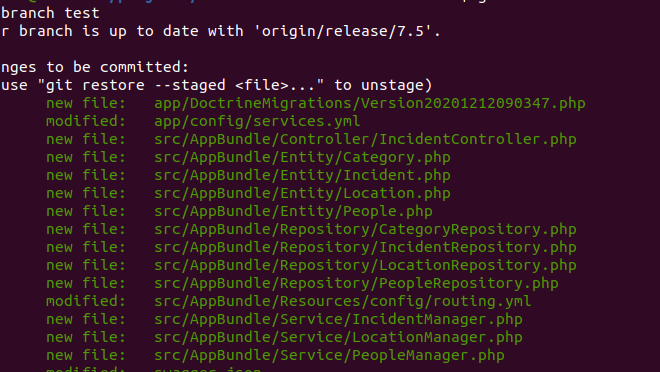 branch test
r branch is up to date with 'origin/release/7.5'.
nges to be committed:
use "git restore --staged <file>..." to unstage)
new file: app/DoctrineMigrations/Version20201212090347.php
modified: app/config/services.yml
new file: src/AppBundle/Controller/IncidentController.php
new file: src/AppBundle/Entity/Category.php
new file: src/AppBundle/Entity/Incident.php
new file: src/AppBundle/Entity/Location.php
new file: src/AppBundle/Entity/People.php
new file: src/AppBundle/Repository/CategoryRepository.php
new file: src/AppBundle/Repository/IncidentRepository.php
new file: src/AppBundle/Repository/LocationRepository.php
new file: src/AppBundle/Repository/PeopleRepository.php
modified: src/AppBundle/Resources/config/routing.yml
new file: src/AppBundle/Service/IncidentManager.php
new file: src/AppBundle/Service/LocationManager.php
new file: src/AppBundle/Service/PeopleManager.php
modified: swagger.json